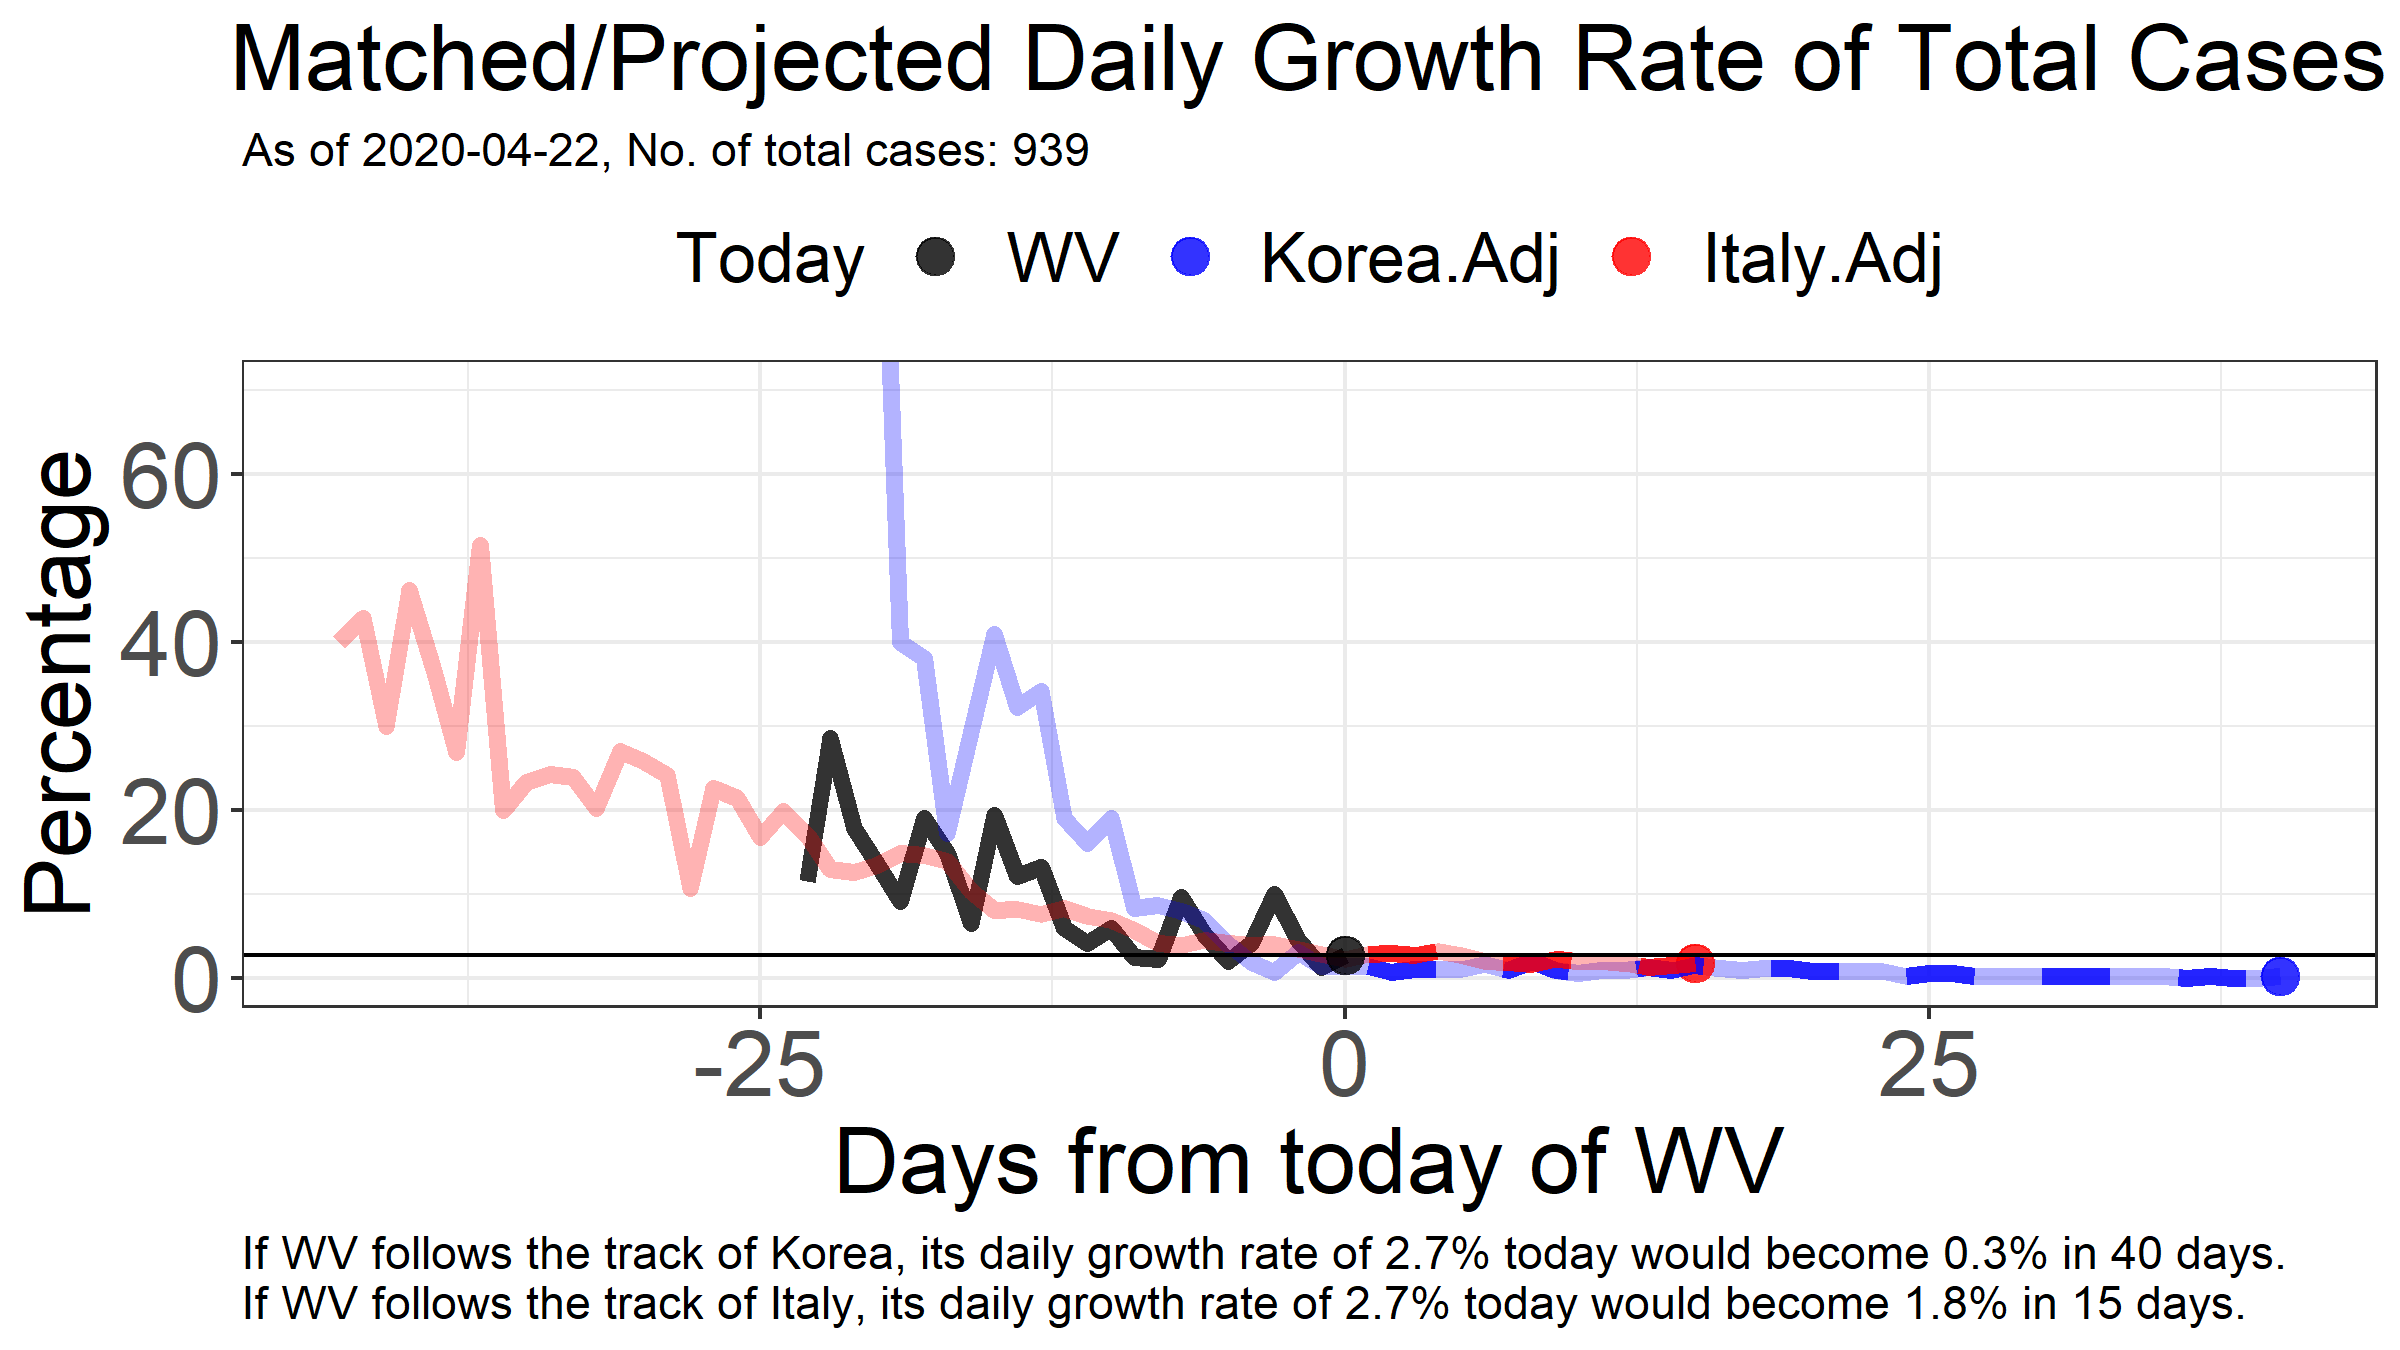 Matched/Projected Daily Growth Rate of Total Cases
As of 2020-04-22, No. of total cases: 939
Today WV Korea.Adj Italy.Adj
Percentage
60
40
20
0
-25 0 25
Days from today of WV
If WV follows the track of Korea, its daily growth rate of 2.7% today would become 0.3% in 40 days.
If WV follows the track of Italy, its daily growth rate of 2.7% today would become 1.8% in 15 days.